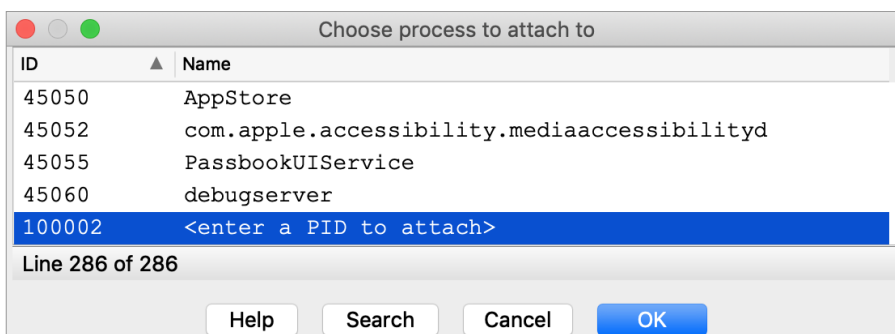 Choose process to attach to
ID ▲ Name
45050 AppStore
45052 com.apple.accessibility.mediaaccessibilityd
45055 PassbookUIService
45060 debugserver
100002 <enter a PID to attach>
Line 286 of 286
Help Search Cancel OK